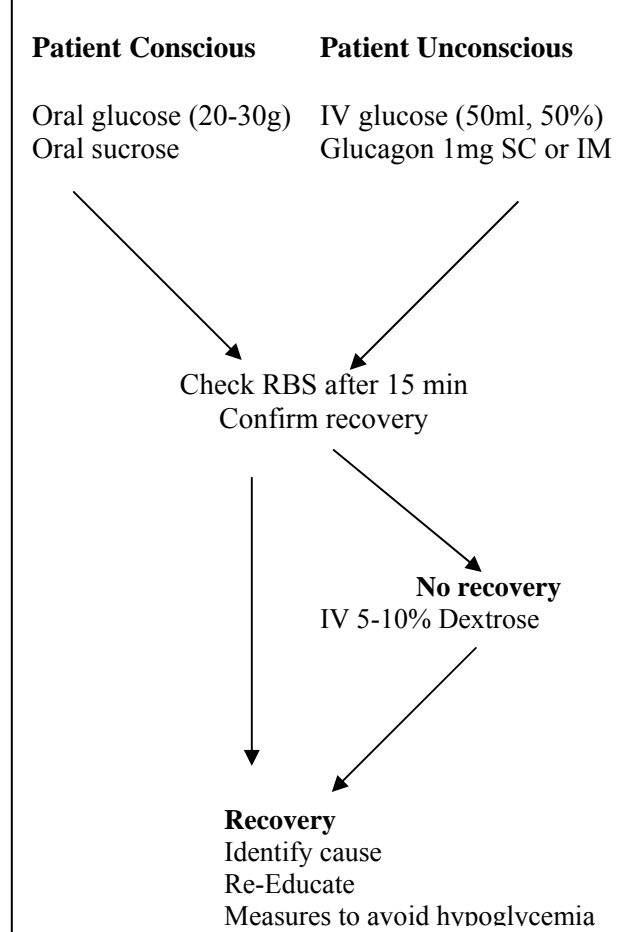 Patient Conscious
Patient Unconscious
Oral glucose (20-30g)
Oral sucrose
IV glucose (50ml, 50%)
Glucagon 1mg SC or IM
Check RBS after 15 min
Confirm recovery
No recovery
IV 5-10% Dextrose
Recovery
Identify cause
Re-Educate
Measures to avoid hypoglycemia